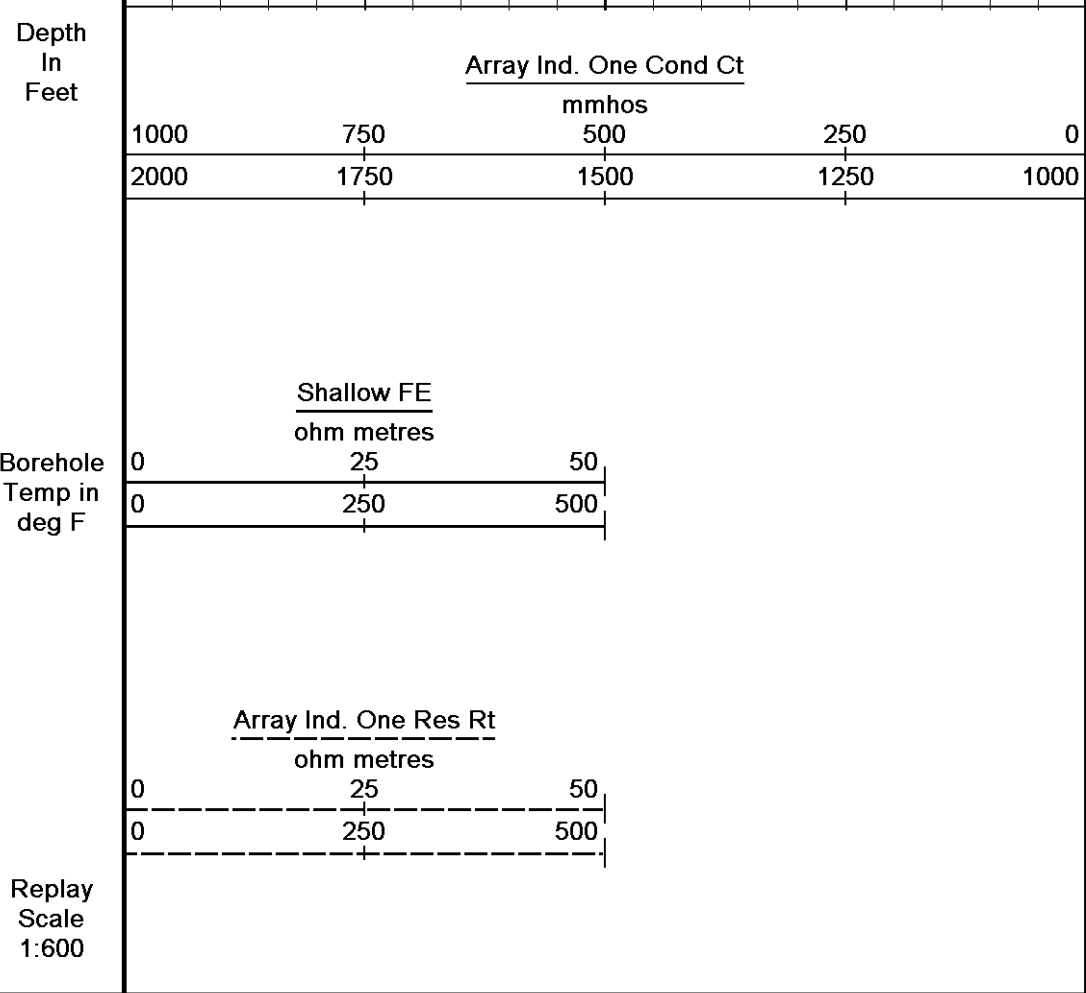 Depth
In
Feet
Array Ind. One Cond Ct
mmhos
1000 750 500 250 0
2000 1750 1500 1250 1000
Shallow FE
ohm metres
0 25 50
0 250 500
Borehole
Temp in
deg F
Array Ind. One Res Rt
ohm metres
0 25 50
0 250 500
Replay
Scale
1:600